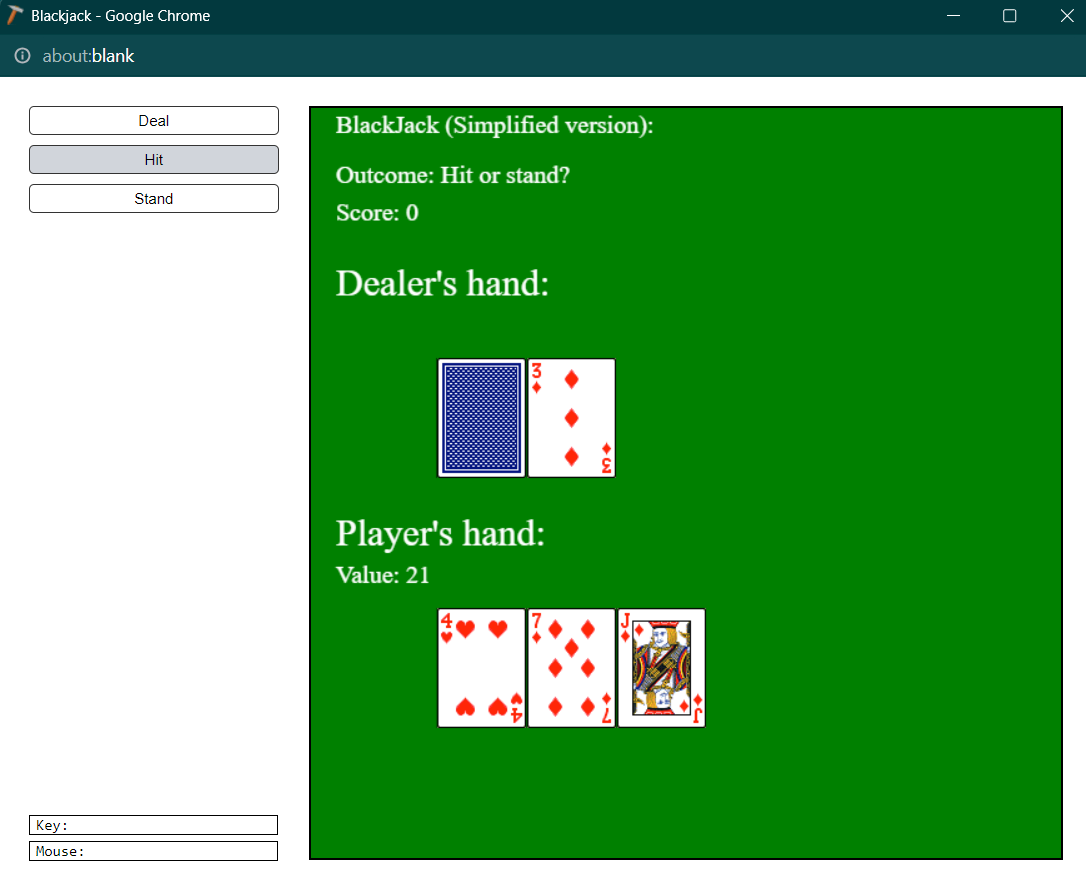 Blackjack - Google Chrome
about:blank
Deal
Hit
Stand
BlackJack (Simplified version):
Outcome: Hit or stand?
Score: 0
Dealer's hand:
3
3
Player's hand:
Value: 21
4 7 J
4 7 J
Key:
Mouse: